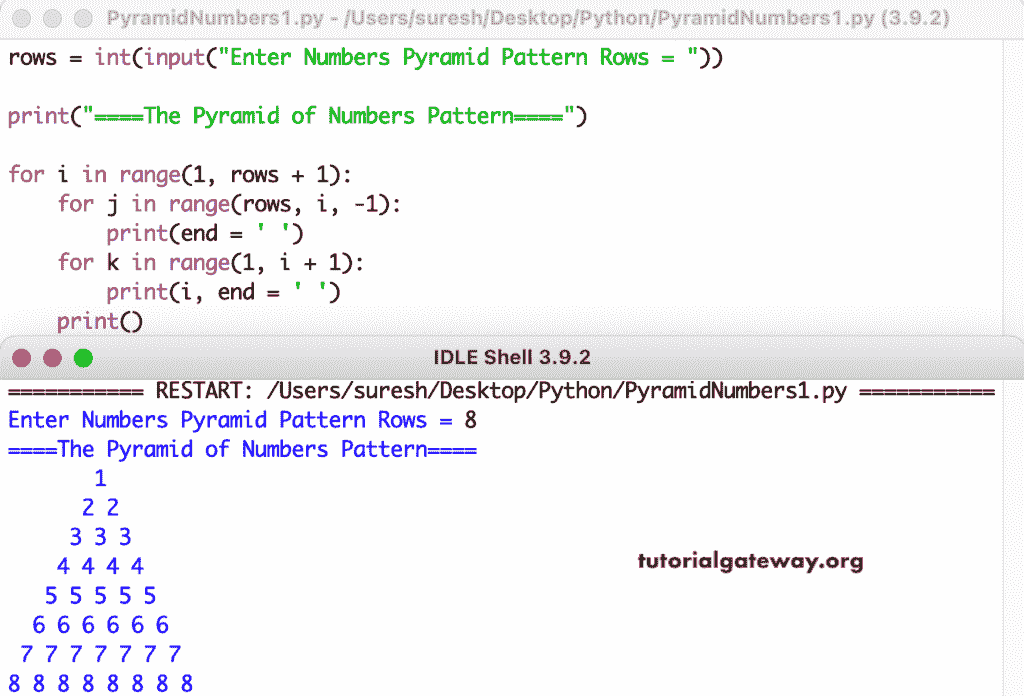 PyramidNumbers1.py - /Users/suresh/Desktop/Python/PyramidNumbers1.py (3.9.2)
rows = int(input("Enter Numbers Pyramid Pattern Rows = "))
print("====The Pyramid of Numbers Pattern====")
for i in range(1, rows + 1):
    for j in range(rows, i, -1):
        print(end = ' ')
    for k in range(1, i + 1):
        print(i, end = ' ')
    print()
IDLE Shell 3.9.2
=========== RESTART: /Users/suresh/Desktop/Python/PyramidNumbers1.py ===========
Enter Numbers Pyramid Pattern Rows = 8
====The Pyramid of Numbers Pattern====
       1
      2 2
     3 3 3
    4 4 4 4
tutorialgateway.org
   5 5 5 5 5
  6 6 6 6 6 6
 7 7 7 7 7 7 7
8 8 8 8 8 8 8 8